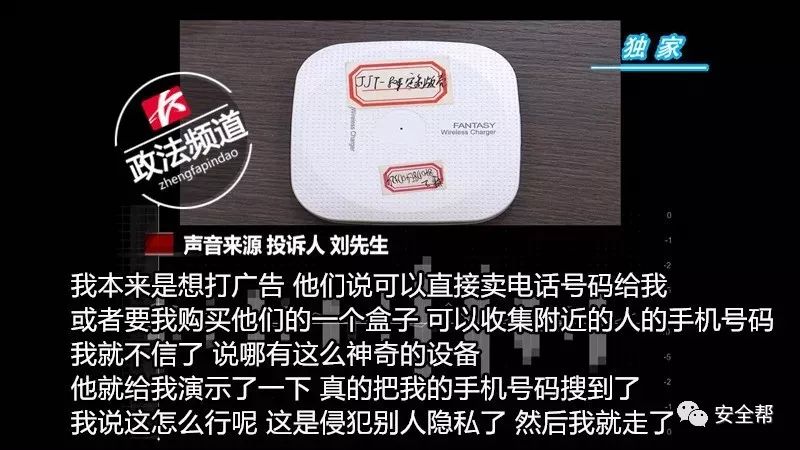 独家
FANTASY
Wireless Charger
Wireless Charger
政法频道
zhengfapindao
声音来源 投诉人 刘先生
我本来是想打广告 他们说可以直接卖电话号码给我
或者要我购买他们的一个盒子 可以收集附近的人的手机号码
我就不信了 说哪有这么神奇的设备
他就给我演示了一下 真的把我的手机号码搜到了
我说这怎么行呢 这是侵犯别人隐私了 然后我就走了
安全帮